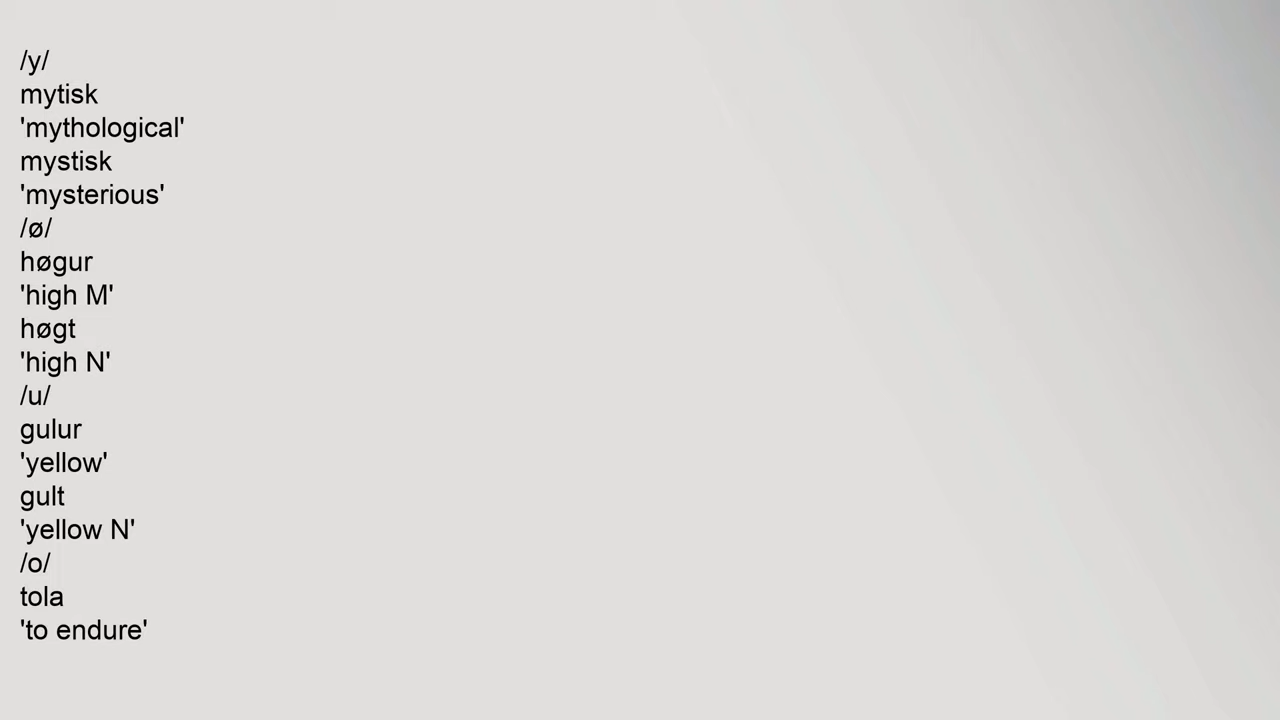 /y/
mytisk
'mythological'
mystisk
'mysterious'
/ø/
høgur
'high M'
høgt
'high N'
/u/
gulur
'yellow'
gult
'yellow N'
/o/
tola
'to endure'